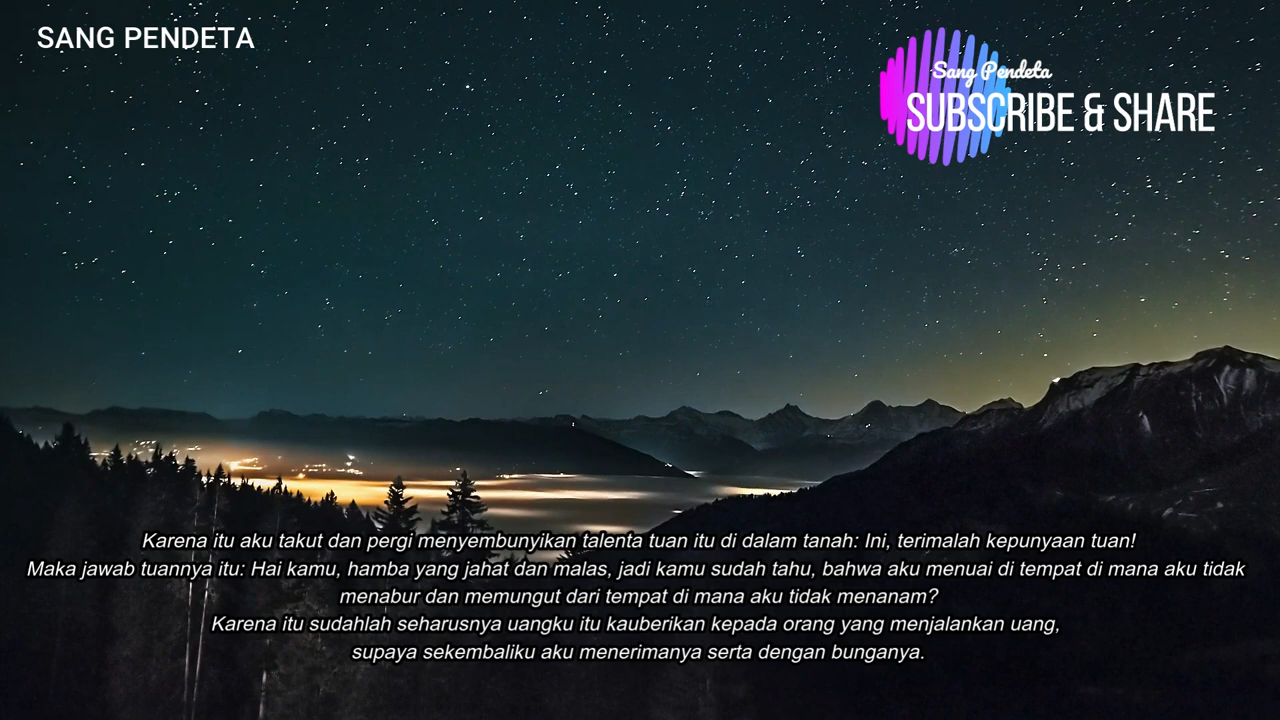 SANG PENDETA
Sang Pendeta
SUBSCRIBE & SHARE
Karena itu aku takut dan pergi menyembunyikan talenta tuan itu di dalam tanah: Ini, terimalah kepunyaan tuan!
Maka jawab tuannya itu: Hai kamu, hamba yang jahat dan malas, jadi kamu sudah tahu, bahwa aku menuai di tempat di mana aku tidak
menabur dan memungut dari tempat di mana aku tidak menanam?
Karena itu sudahlah seharusnya uangku itu kauberikan kepada orang yang menjalankan uang,
supaya sekembaliku aku menerimanya serta dengan bunganya.